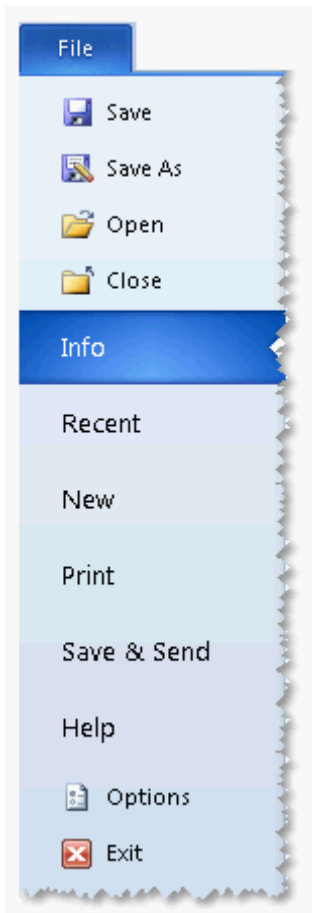 File
Save
Save As
Open
Close
Info
Recent
New
Print
Save & Send
Help
Options
Exit